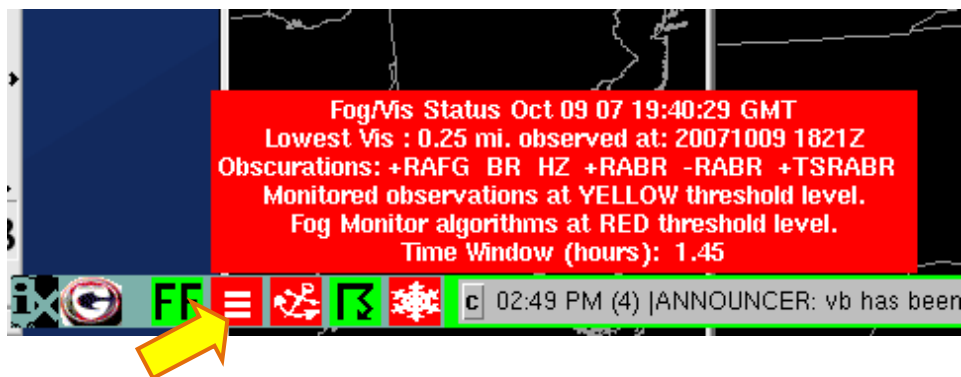 Fog/Vis Status Oct 09 07 19:40:29 GMT
Lowest Vis : 0.25 mi. observed at: 20071009 1821Z
Obscurations: +RAFG BR HZ +RABR -RABR +TSRABR
Monitored observations at YELLOW threshold level.
Fog Monitor algorithms at RED threshold level.
Time Window (hours): 1.45
FF
c 02:49 PM (4) |ANNOUNCER: vb has been